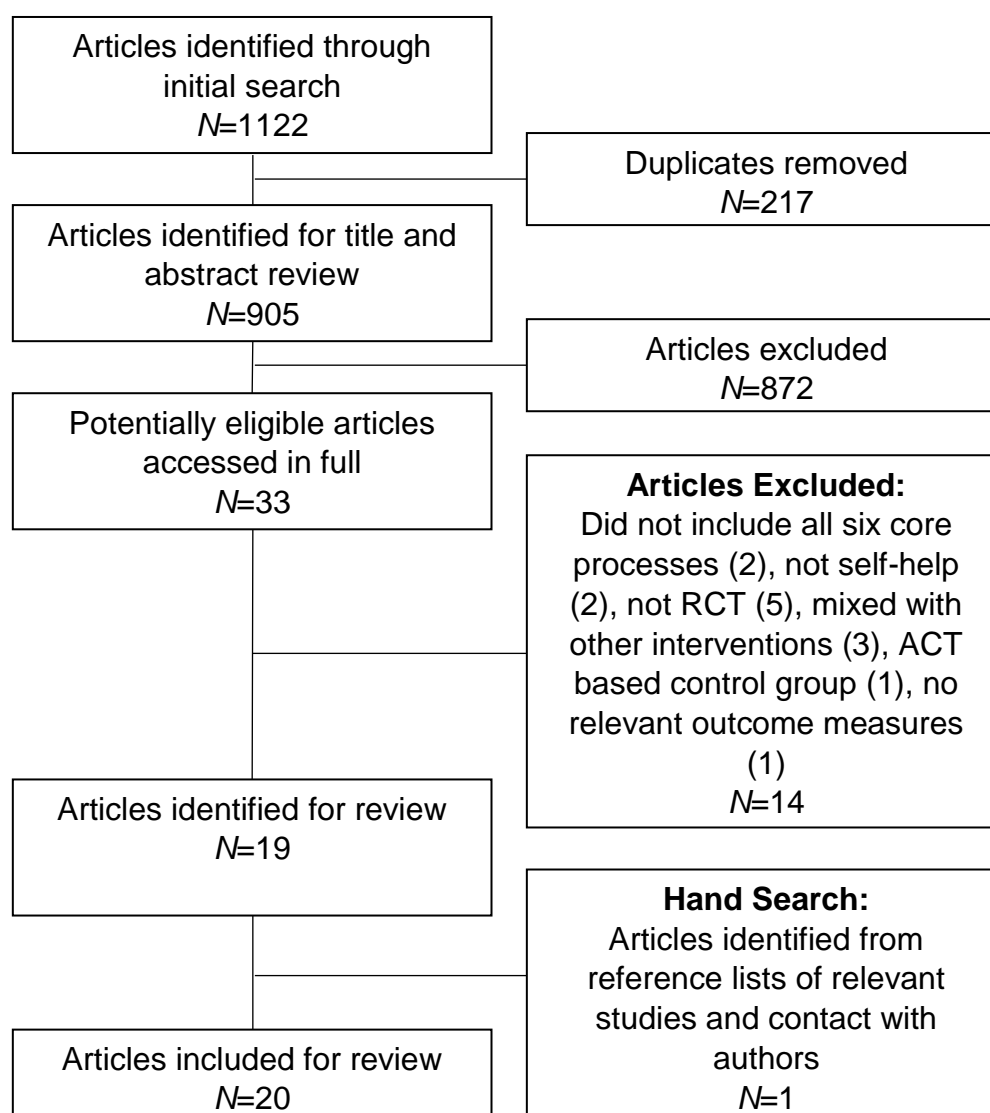 Articles identified through
initial search
N=1122
Duplicates removed
N=217
Articles identified for title and
abstract review
N=905
Articles excluded
N=872
Potentially eligible articles
accessed in full
N=33
Articles Excluded:
Did not include all six core
processes (2), not self-help
(2), not RCT (5), mixed with
other interventions (3), ACT
based control group (1), no
relevant outcome measures
(1)
N=14
Articles identified for review
N=19
Hand Search:
Articles identified from
reference lists of relevant
studies and contact with
authors
N=1
Articles included for review
N=20